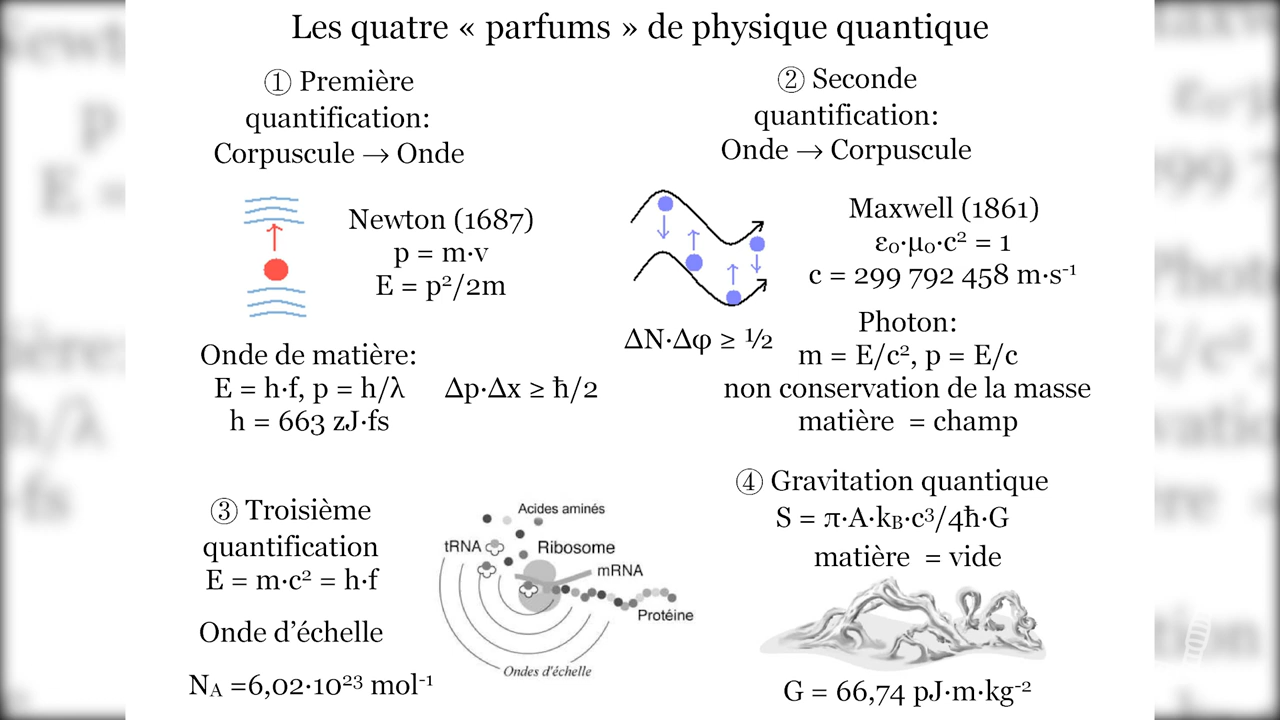 Les quatre « parfums » de physique quantique
① Première
quantification:
Corpuscule → Onde
Newton (1687)
p = m·v
E = p²/2m
Onde de matière:
E = h·f, p = h/λ
h = 663 zJ·fs
Δp·Δx ≥ ħ/2
② Seconde
quantification:
Onde → Corpuscule
Maxwell (1861)
ε₀·μ₀·c² = 1
c = 299 792 458 m·s⁻¹
ΔN·Δφ ≥ ½
Photon:
m = E/c², p = E/c
non conservation de la masse
matière = champ
③ Troisième
quantification
E = m·c² = h·f
Onde d’échelle
N_A =6,02·10²³ mol⁻¹
Acides aminés
tRNA
Ribosome
mRNA
Protéine
Ondes d'échelle
④ Gravitation quantique
S = π·A·k_B·c³/4ħ·G
matière = vide
G = 66,74 pJ·m·kg⁻²